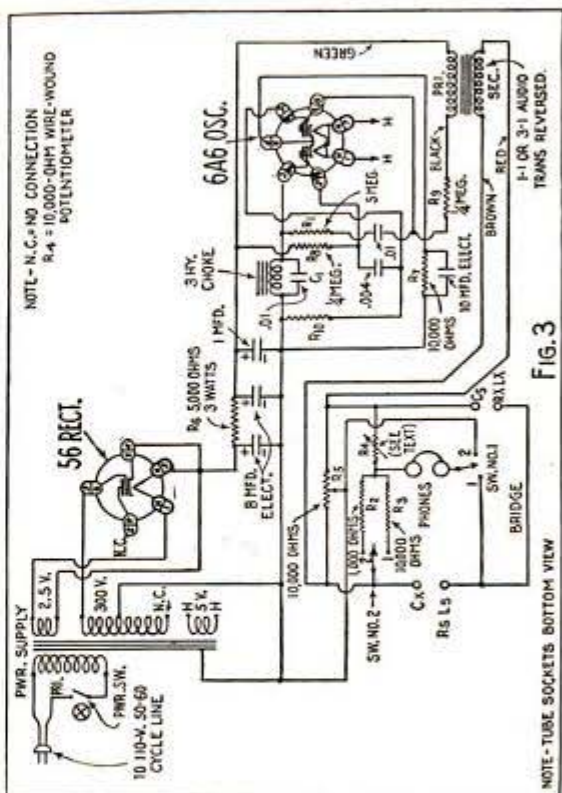 NOTE - N.C.= NO CONNECTION
R4 = 10,000-OHM WIRE-WOUND
POTENTIOMETER
PWR. SUPPLY
PRI.
PWR. SW.
TO 110-V. 50-60
CYCLE LINE
2.5 V.
300 V.
N.C.
H
5 V.
H
56 RECT.
N.C.
8 MFD.
ELECT.
R6 5,000 OHMS
3 WATTS
1 MFD.
3 HY.
CHOKE
.01
C1
R10
¼ MEG.
R8
R1
5 MEG.
.004
.01
6A6 OSC.
H
H
R7
10,000
OHMS
10 MFD. ELECT.
R9
¼ MEG.
GREEN
BLACK
BROWN
RED
PRI.
SEC.
1-1 OR 3-1 AUDIO
TRANS REVERSED.
10,000 OHMS
R5
1,000 OHMS
R2
R3
10,000
OHMS
R4
(SEE
TEXT)
PHONES
SW. NO. 2
SW. NO. 1
1
2
CX
RS LS
CS
RX LX
BRIDGE
FIG. 3
NOTE - TUBE SOCKETS BOTTOM VIEW